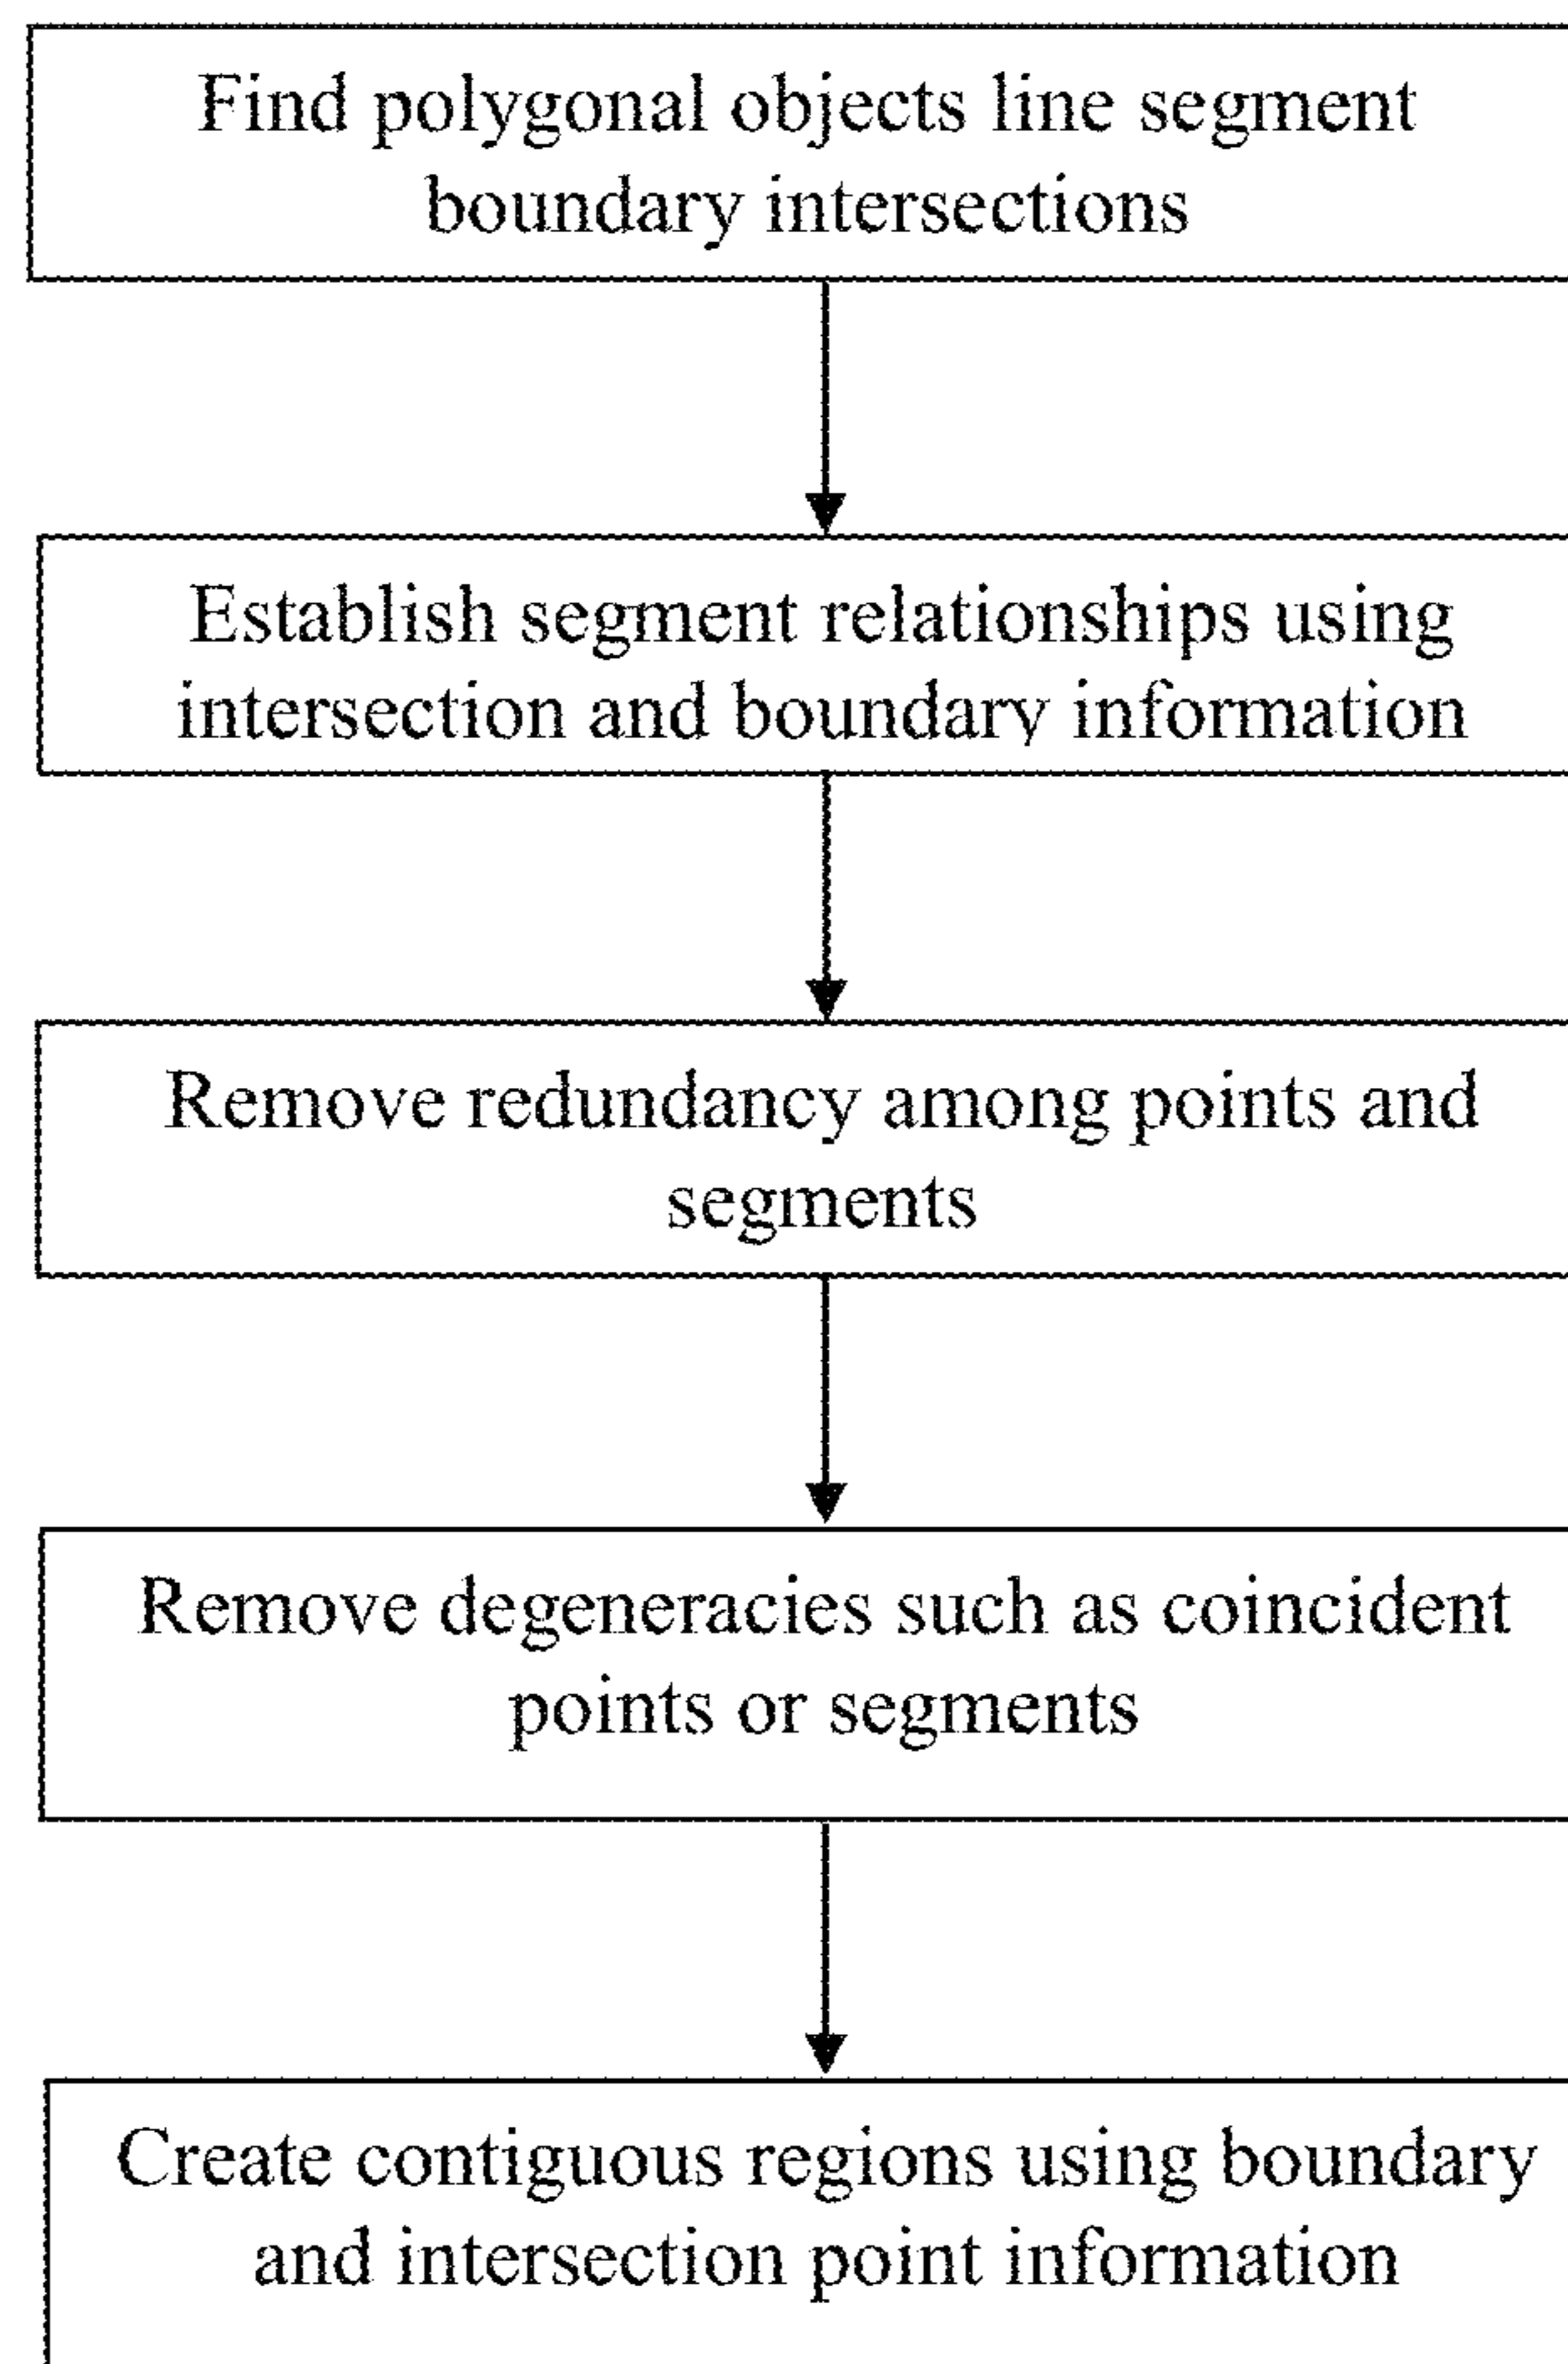 Find polygonal objects line segment
boundary intersections
Establish segment relationships using
intersection and boundary information
Remove redundancy among points and
segments
Remove degeneracies such as coincident
points or segments
Create contiguous regions using boundary
and intersection point information